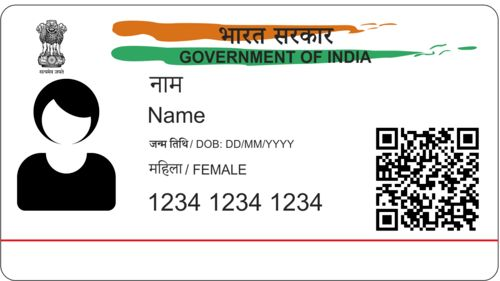 भारत सरकार
GOVERNMENT OF INDIA
सत्यमेव जयते
नाम
Name
जन्म तिथि / DOB: DD/MM/YYYY
महिला / FEMALE
1234 1234 1234